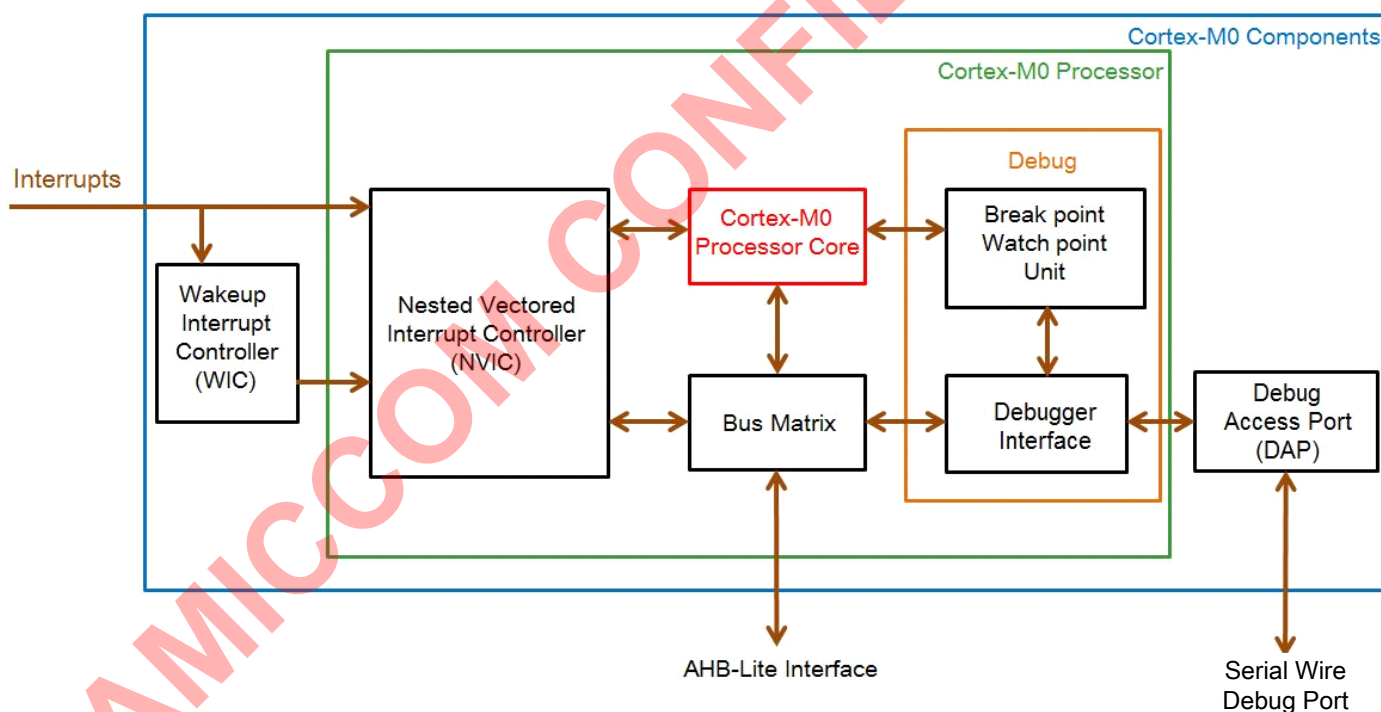 Cortex-M0 Components
Cortex-M0 Processor
Debug
Interrupts
Nested Vectored
Interrupt Controller
(NVIC)
Cortex-M0
Processor Core
Break point
Watch point
Unit
Wakeup
Interrupt
Controller
(WIC)
Bus Matrix
Debugger
Interface
Debug
Access Port
(DAP)
AHB-Lite Interface
Serial Wire
Debug Port
AMICCOM CONFI